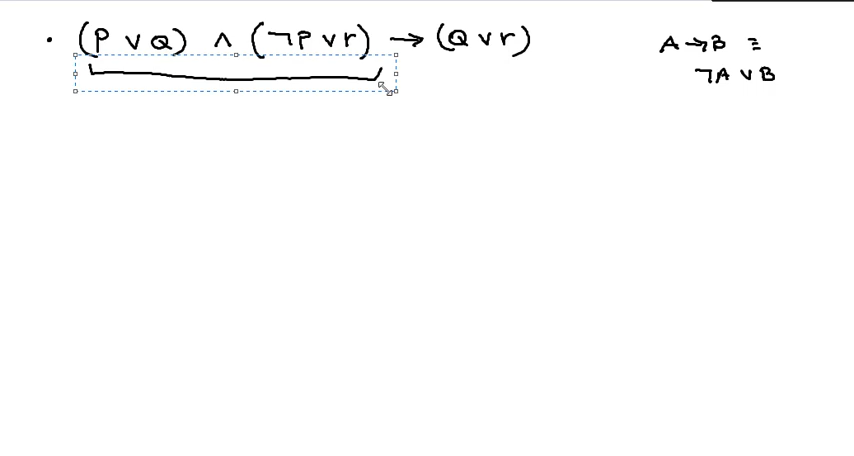 • (P ∨ Q) ∧ (¬P ∨ r) → (Q ∨ r)
A → B ≡
¬A ∨ B